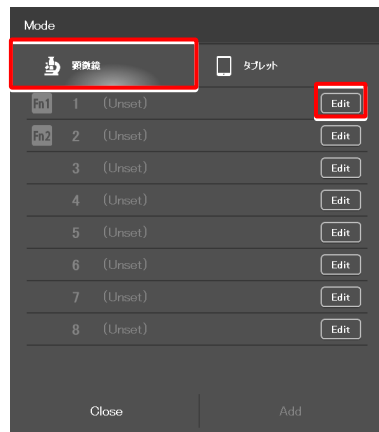 Mode
顕微鏡 タブレット
Fn1 1 (Unset) Edit
Fn2 2 (Unset) Edit
3 (Unset) Edit
4 (Unset) Edit
5 (Unset) Edit
6 (Unset) Edit
7 (Unset) Edit
8 (Unset) Edit
Close Add